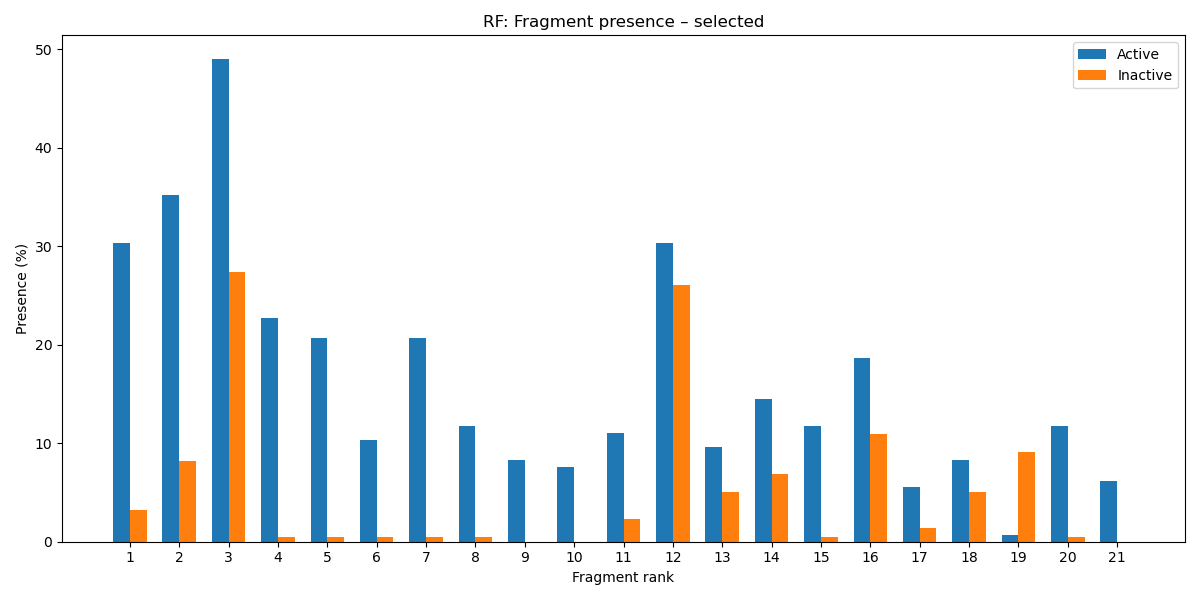 RF: Fragment presence – selected
Active
Inactive
Presence (%)
50
40
30
20
10
0
1 2 3 4 5 6 7 8 9 10 11 12 13 14 15 16 17 18 19 20 21
Fragment rank